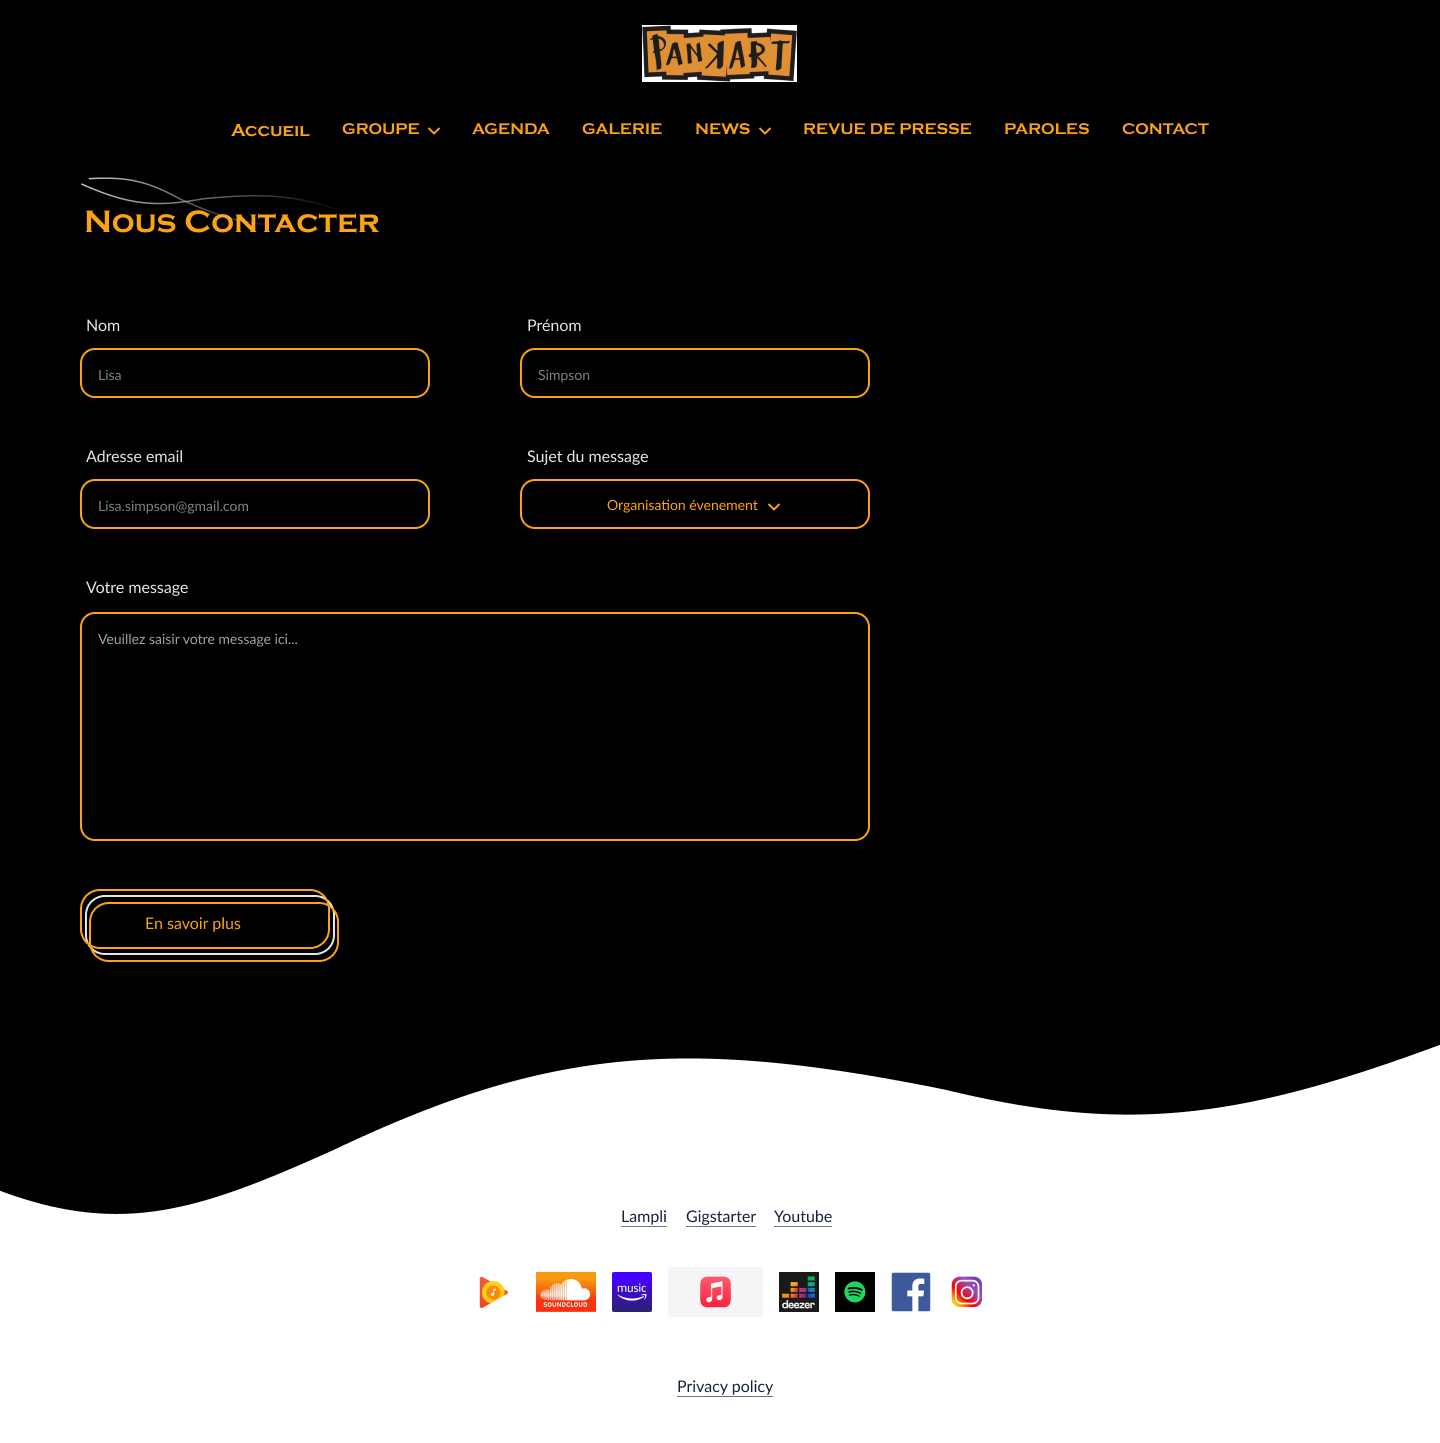 PANKART
ACCUEIL GROUPE AGENDA GALERIE NEWS REVUE DE PRESSE PAROLES CONTACT
NOUS CONTACTER
Nom Prénom
Lisa Simpson
Adresse email Sujet du message
Lisa.simpson@gmail.com Organisation évenement
Votre message
Veuillez saisir votre message ici...
En savoir plus
Lampli Gigstarter Youtube
SOUNDCLOUD music deezer
Privacy policy